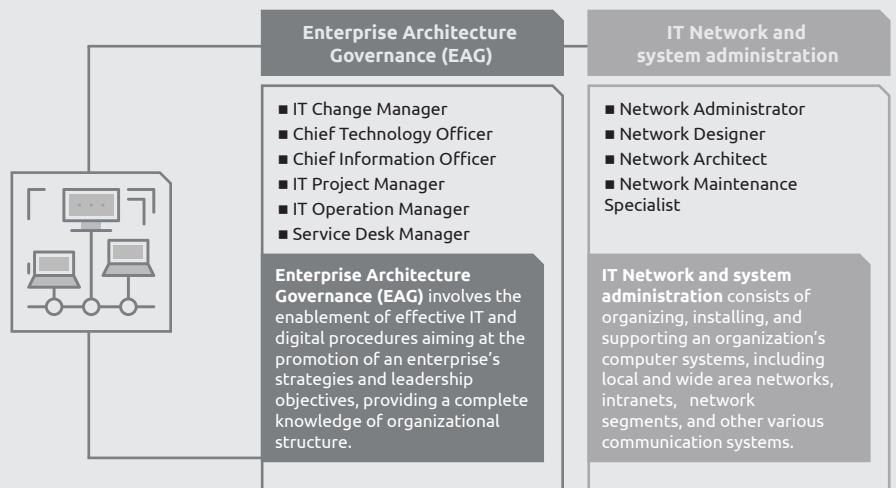 Enterprise Architecture
Governance (EAG)
■ IT Change Manager
■ Chief Technology Officer
■ Chief Information Officer
■ IT Project Manager
■ IT Operation Manager
■ Service Desk Manager
Enterprise Architecture
Governance (EAG) involves the
enablement of effective IT and
digital procedures aiming at the
promotion of an enterprise’s
strategies and leadership
objectives, providing a complete
knowledge of organizational
structure.
IT Network and
system administration
■ Network Administrator
■ Network Designer
■ Network Architect
■ Network Maintenance
Specialist
IT Network and system
administration consists of
organizing, installing, and
supporting an organization’s
computer systems, including
local and wide area networks,
intranets, network
segments, and other various
communication systems.